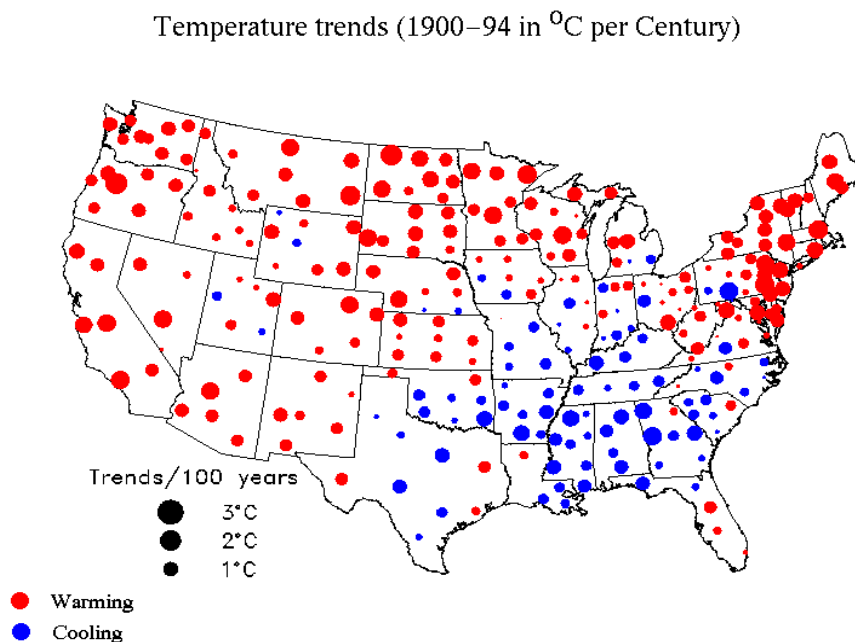 Temperature trends (1900–94 in °C per Century)
Trends/100 years
3°C
2°C
1°C
Warming
Cooling